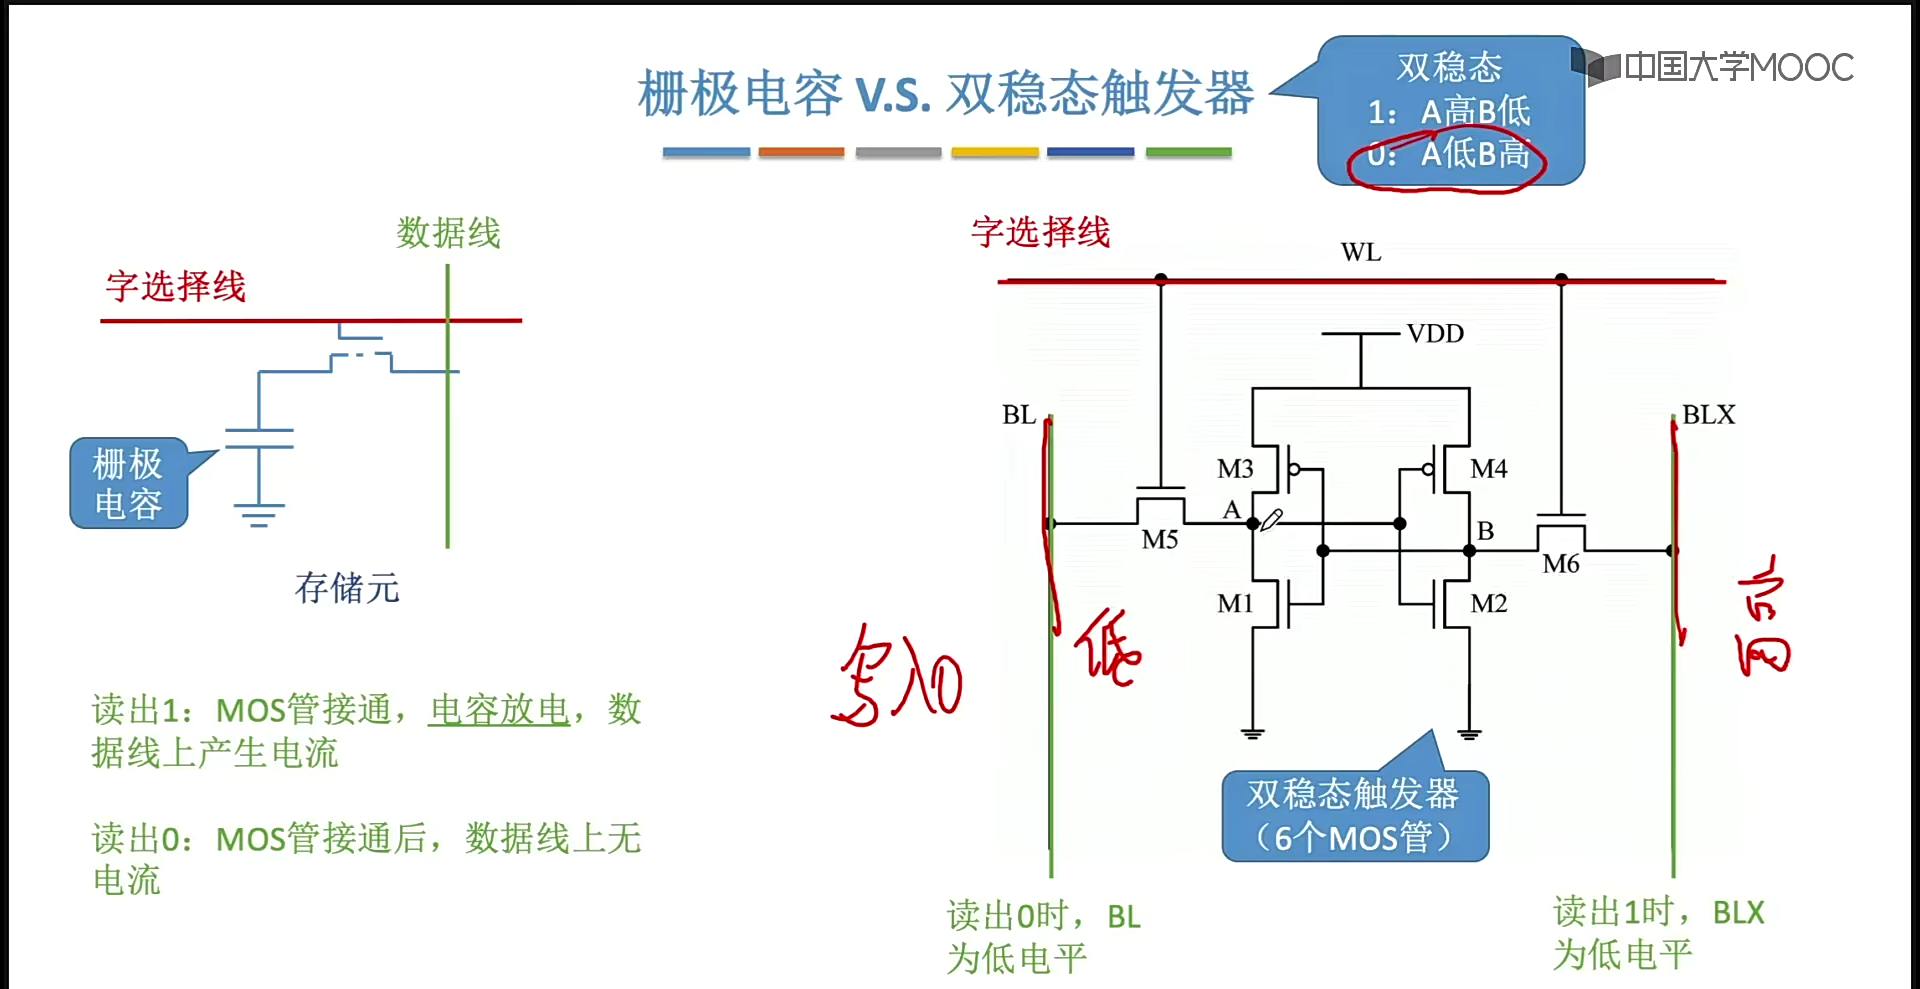 栅极电容 V.S. 双稳态触发器
双稳态
1：A高B低
0：A低B高
中国大学MOOC
数据线
字选择线
栅极
电容
存储元
读出1：MOS管接通，电容放电，数
据线上产生电流
读出0：MOS管接通后，数据线上无
电流
字选择线
WL
VDD
BL
BLX
M3
M4
A
B
M5
M6
M1
M2
写入0
低
高
双稳态触发器
（6个MOS管）
读出0时，BL
为低电平
读出1时，BLX
为低电平